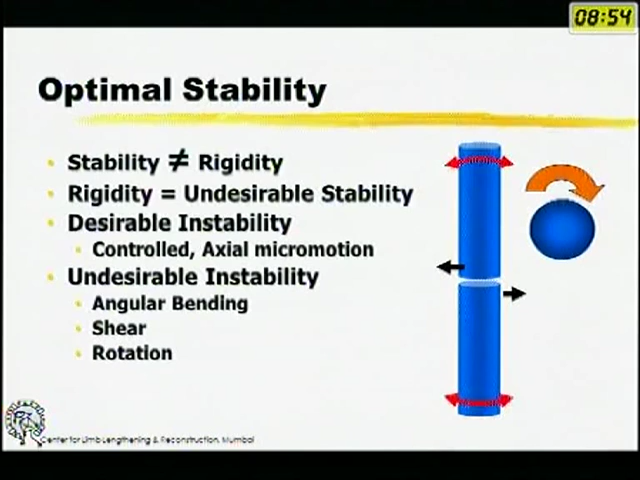 08:54
Optimal Stability
Stability ≠ Rigidity
Rigidity = Undesirable Stability
Desirable Instability
Controlled, Axial micromotion
Undesirable Instability
Angular Bending
Shear
Rotation
Center for Limb Lengthening & Reconstruction, Mumbai